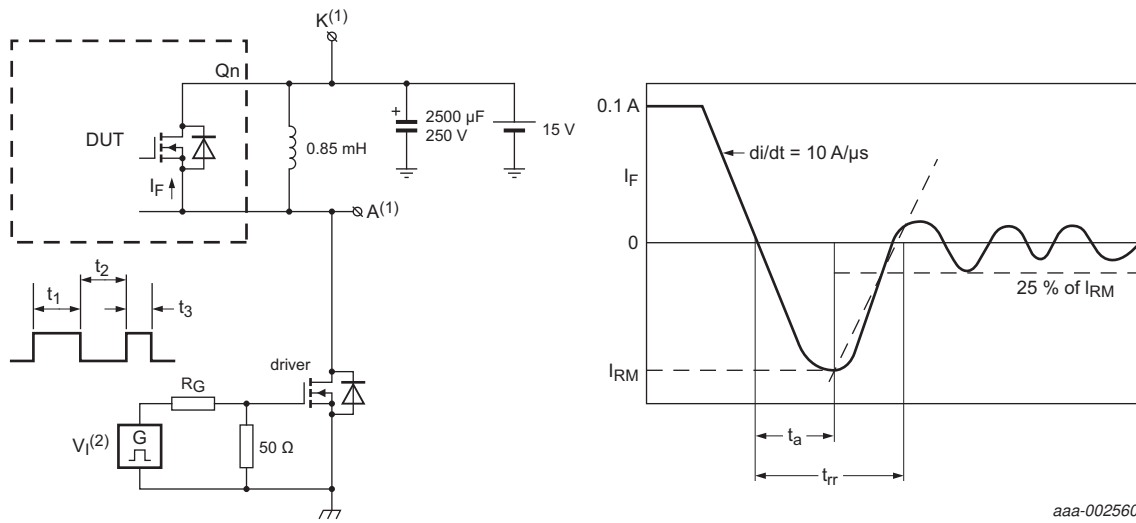 K(1)
Qn
DUT
IF
0.85 mH
+
2500 µF
250 V
15 V
A(1)
t1
t2
t3
driver
RG
VI(2)
G
50 Ω
0.1 A
di/dt = 10 A/µs
IF
0
25 % of IRM
IRM
ta
trr
aaa-002560